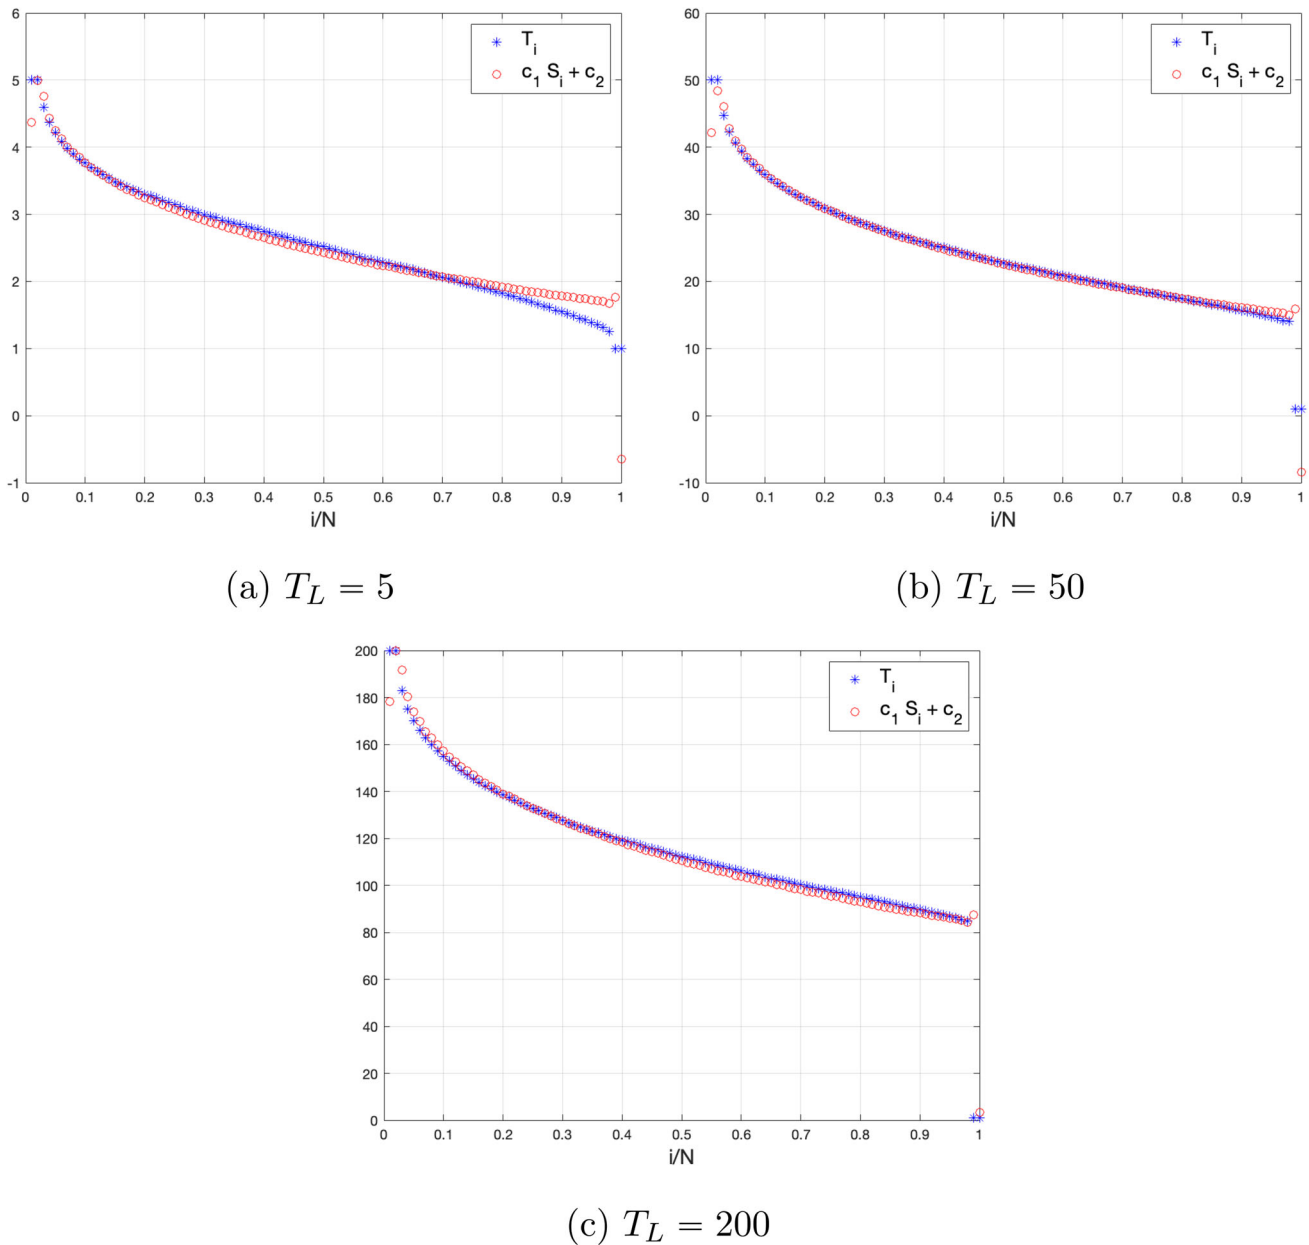 6
5
4
3
2
1
0
-1
0 0.1 0.2 0.3 0.4 0.5 0.6 0.7 0.8 0.9 1
i/N
T_i
c_1 S_i + c_2
(a) T_L = 5
60
50
40
30
20
10
0
-10
0 0.1 0.2 0.3 0.4 0.5 0.6 0.7 0.8 0.9 1
i/N
T_i
c_1 S_i + c_2
(b) T_L = 50
200
180
160
140
120
100
80
60
40
20
0
0 0.1 0.2 0.3 0.4 0.5 0.6 0.7 0.8 0.9 1
i/N
T_i
c_1 S_i + c_2
(c) T_L = 200